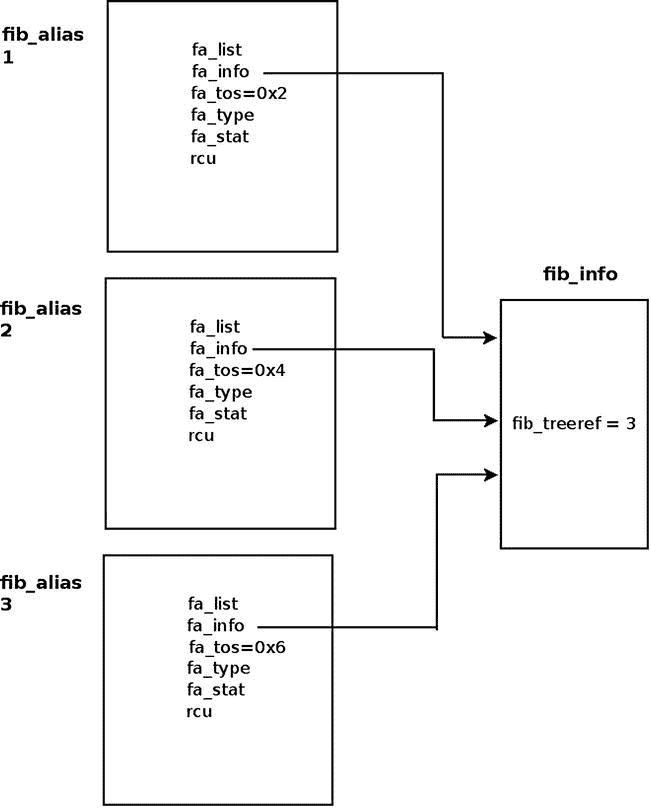 fib_alias
1
fa_list
fa_info
fa_tos=0x2
fa_type
fa_stat
rcu
fib_alias
2
fa_list
fa_info
fa_tos=0x4
fa_type
fa_stat
rcu
fib_alias
3
fa_list
fa_info
fa_tos=0x6
fa_type
fa_stat
rcu
fib_info
fib_treeref = 3